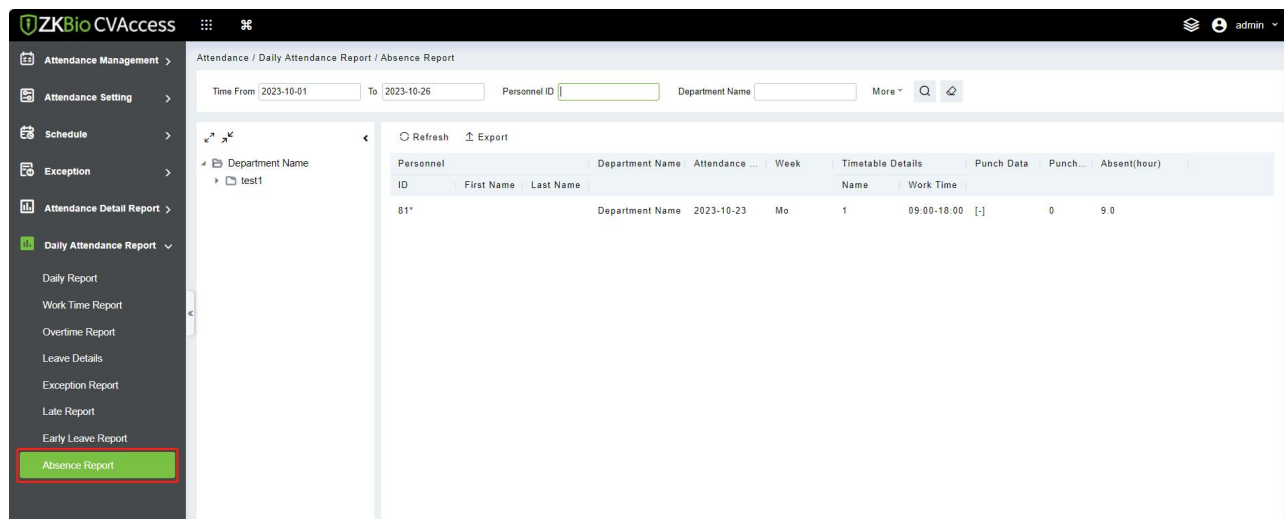 ZKBio CVAccess
admin
Attendance Management
Attendance Setting
Schedule
Exception
Attendance Detail Report
Daily Attendance Report
Daily Report
Work Time Report
Overtime Report
Leave Details
Exception Report
Late Report
Early Leave Report
Absence Report
Attendance / Daily Attendance Report / Absence Report
Time From 2023-10-01 To 2023-10-26 Personnel ID Department Name More
Department Name
test1
Refresh Export
Personnel Department Name Attendance ... Week Timetable Details Punch Data Punch... Absent(hour)
ID First Name Last Name Name Work Time
81* Department Name 2023-10-23 Mo 1 09:00-18:00 [-] 0 9.0